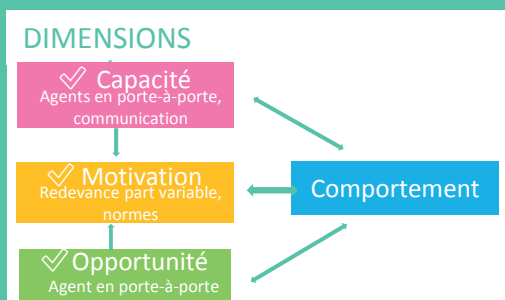 DIMENSIONS
Capacité
Agents en porte-à-porte,
communication
Motivation
Redevance part variable,
normes
Comportement
Opportunité
Agent en porte-à-porte